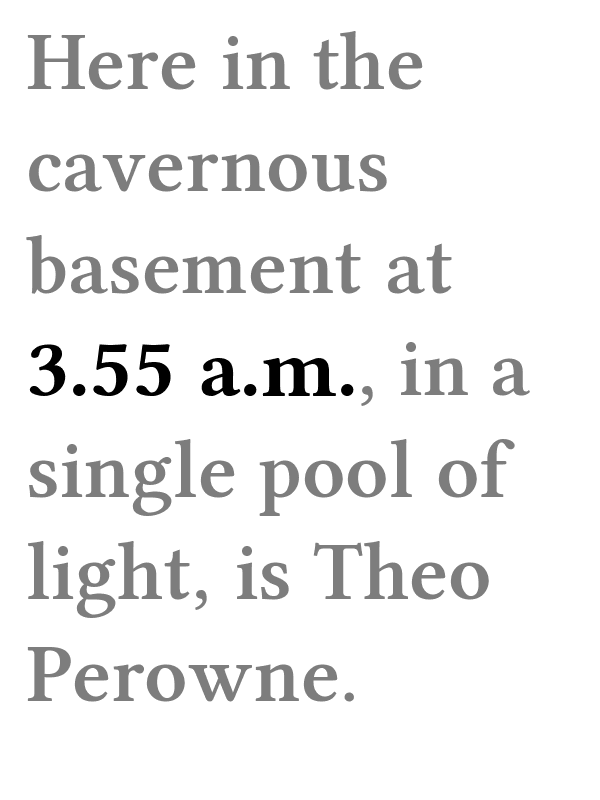 Here in the
cavernous
basement at
3.55 a.m., in a
single pool of
light, is Theo
Perowne.